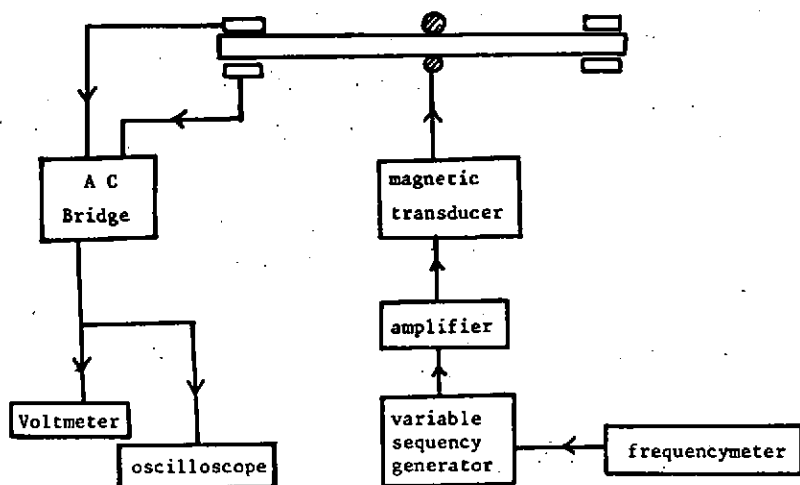 A C
Bridge
magnetic
transducer
amplifier
Voltmeter
oscilloscope
variable
sequency
generator
frequencymeter